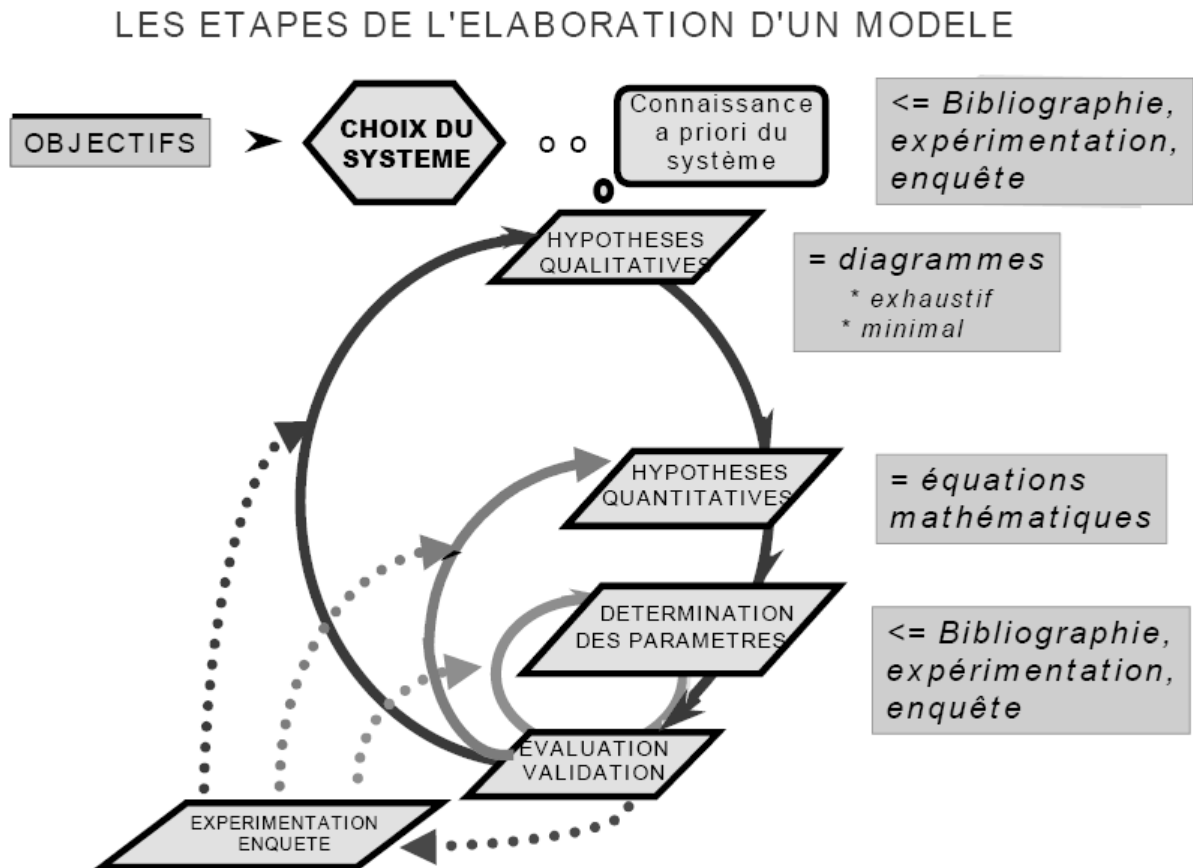 LES ETAPES DE L'ELABORATION D'UN MODELE
OBJECTIFS
CHOIX DU
SYSTEME
Connaissance
a priori du
système
<= Bibliographie,
expérimentation,
enquête
HYPOTHESES
QUALITATIVES
= diagrammes
* exhaustif
* minimal
HYPOTHESES
QUANTITATIVES
= équations
mathématiques
DETERMINATION
DES PARAMETRES
<= Bibliographie,
expérimentation,
enquête
EVALUATION
VALIDATION
EXPERIMENTATION
ENQUETE